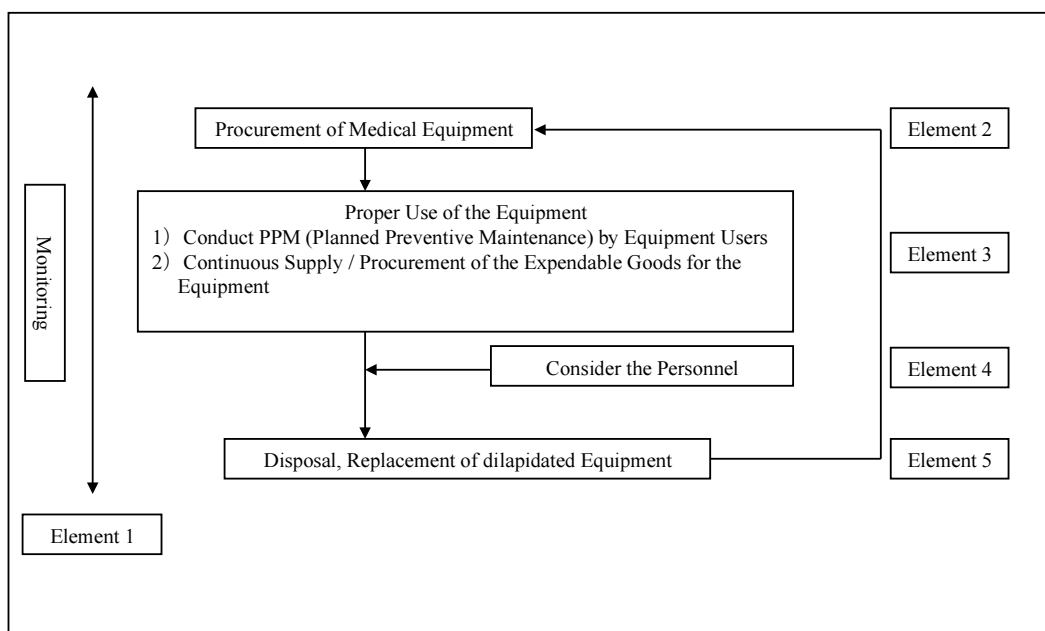 Procurement of Medical Equipment
Element 2
Monitoring
Proper Use of the Equipment
1） Conduct PPM (Planned Preventive Maintenance) by Equipment Users
2） Continuous Supply / Procurement of the Expendable Goods for the
Equipment
Element 3
Consider the Personnel
Element 4
Disposal, Replacement of dilapidated Equipment
Element 5
Element 1